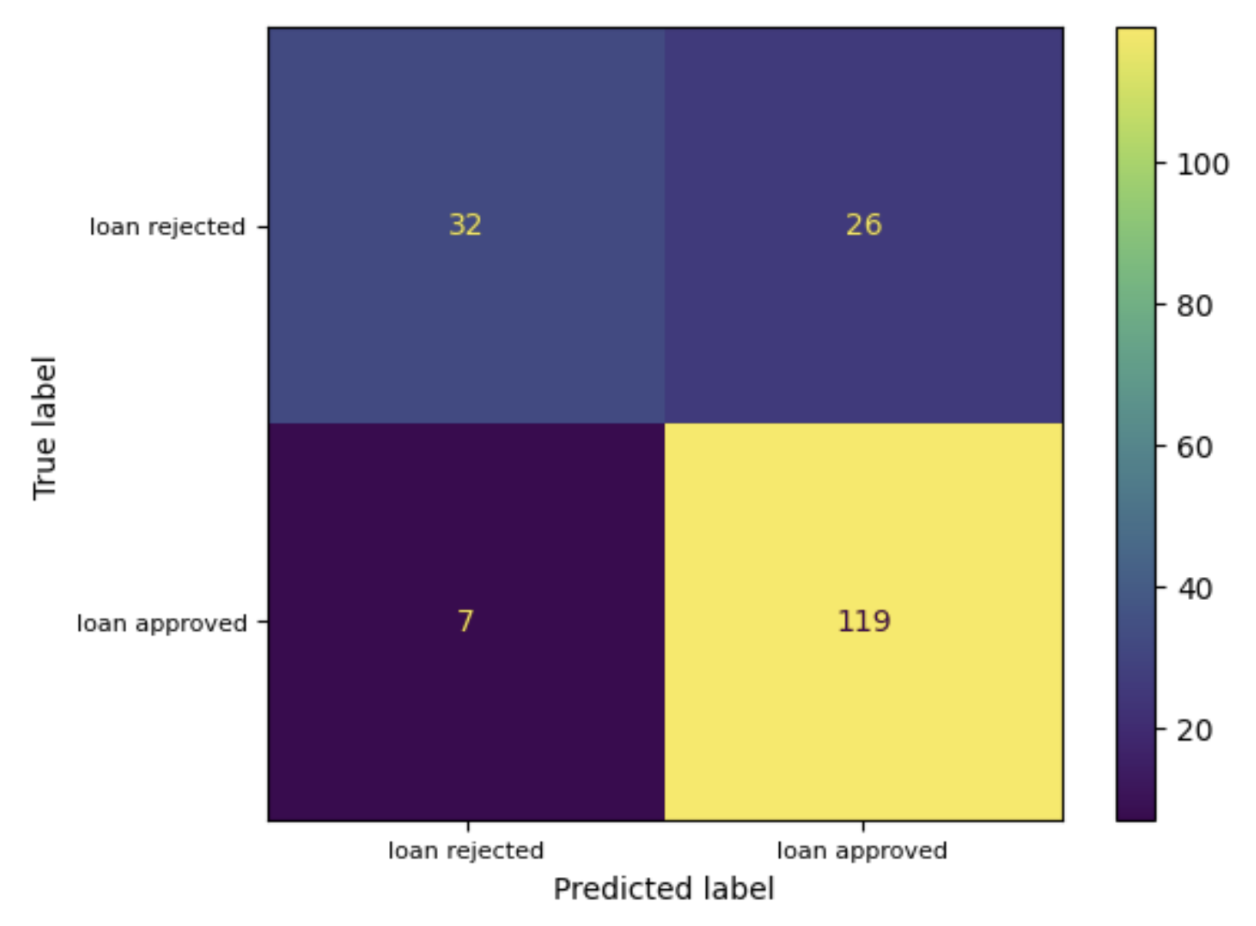 loan rejected
32
26
loan approved
7
119
loan rejected
loan approved
Predicted label
True label
100
80
60
40
20